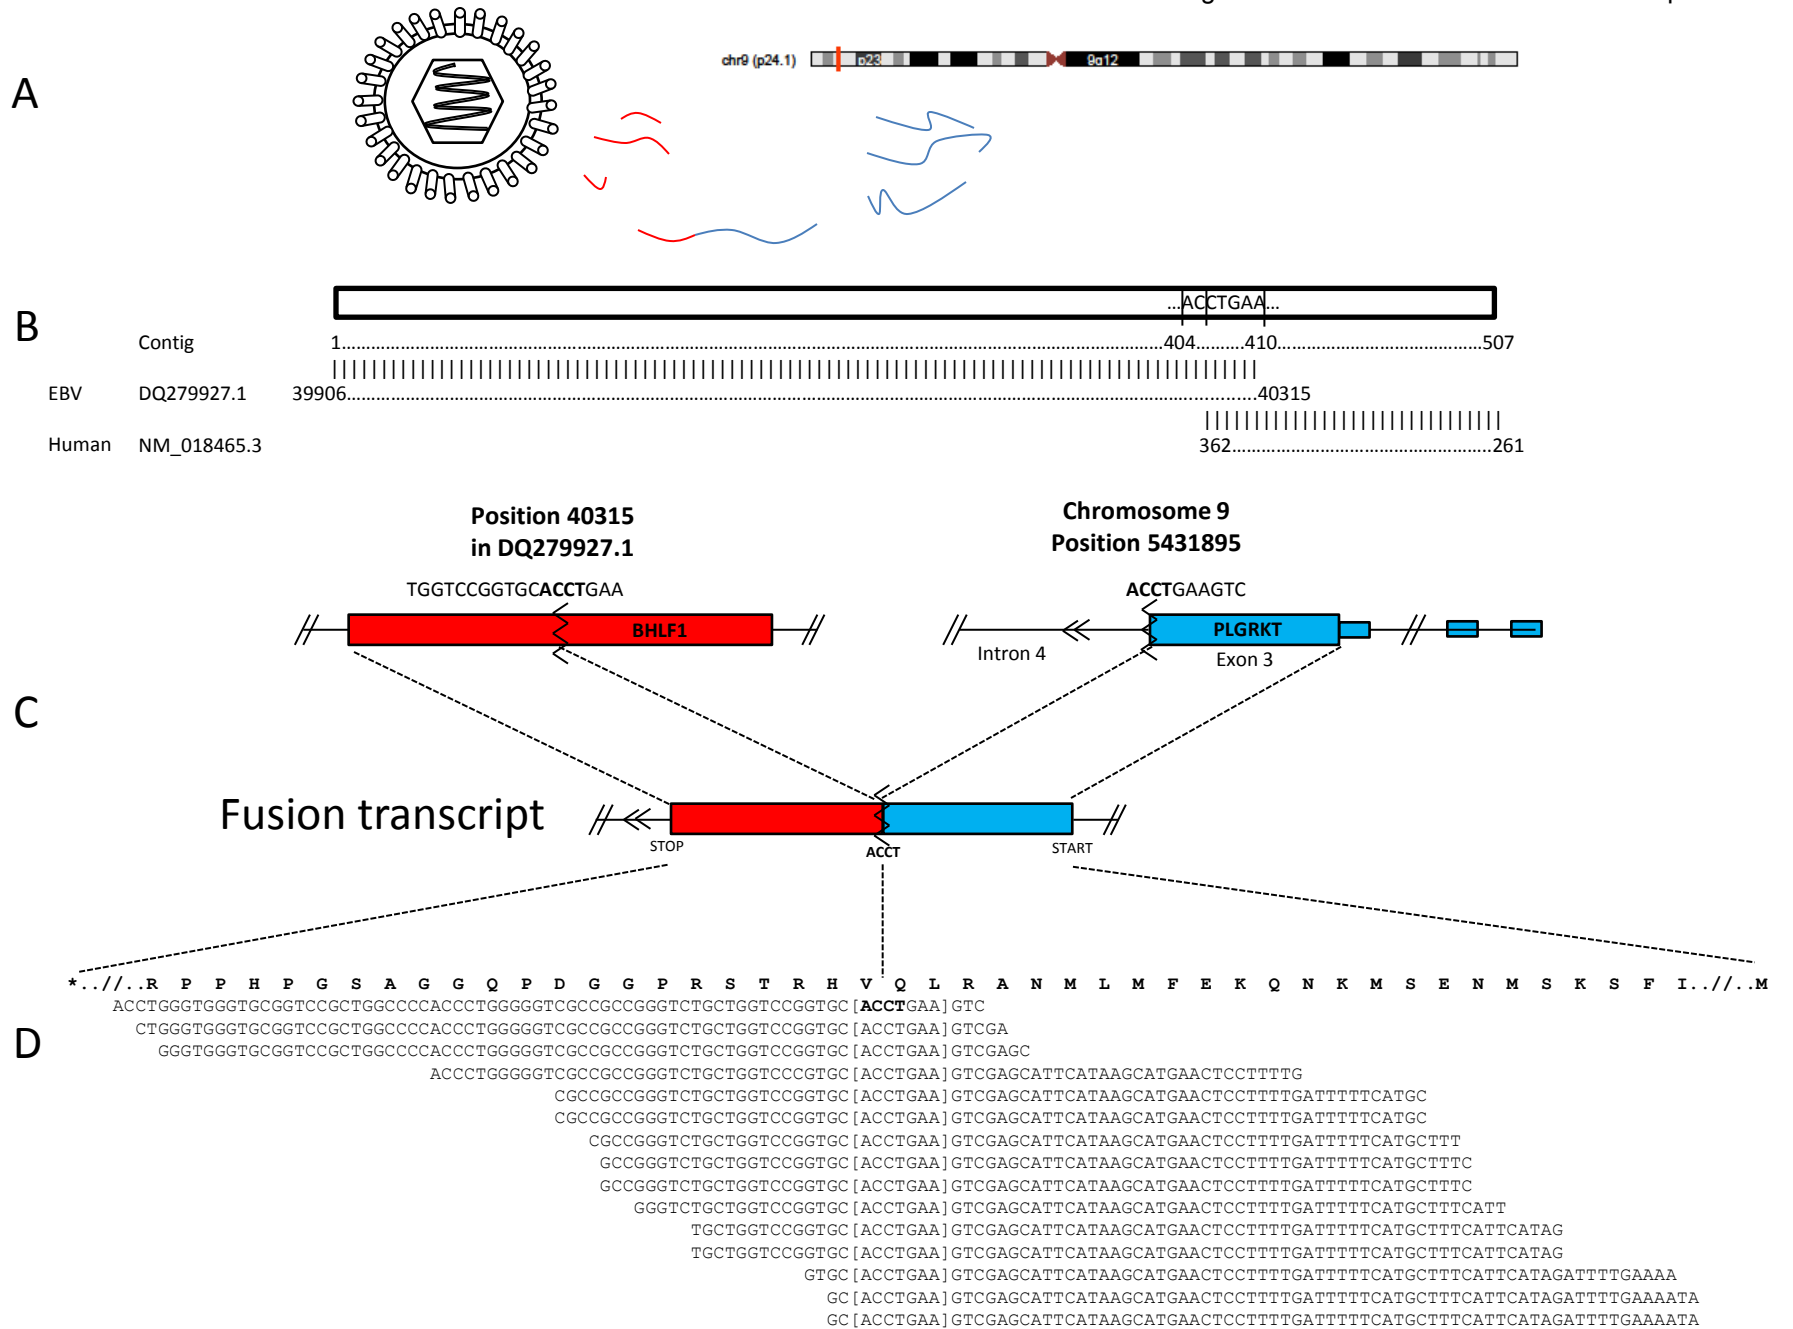 A
chr9 (p24.1) p23 9q12
B
...ACCTGAA...
Contig 1...404...410...507
EBV DQ279927.1 39906...40315
Human NM_018465.3 362...261
Position 40315
in DQ279927.1
Chromosome 9
Position 5431895
TGGTCCGGTGCACCTGAA
ACCTGAAGTC
BHLF1
PLGRKT
Intron 4
Exon 3
C
Fusion transcript
STOP
ACCT
START
*..//..R P P H P G S A G G Q P D G G P R S T R H V Q L R A N M L M F E K Q N K M S E N M S K S F I..//..M
D
ACCTGGGTGGGTGCGGTCCGCTGGCCCCACCCTGGGGGTCGCCGCCGGGTCTGCTGGTCCGGTGC[ACCTGAA]GTC
CTGGGTGGGTGCGGTCCGCTGGCCCCACCCTGGGGGTCGCCGCCGGGTCTGCTGGTCCGGTGC[ACCTGAA]GTCGA
GGGTGGGTGCGGTCCGCTGGCCCCACCCTGGGGGTCGCCGCCGGGTCTGCTGGTCCGGTGC[ACCTGAA]GTCGAGC
ACCCTGGGGGTCGCCGCCGGGTCTGCTGGTCCCGTGC[ACCTGAA]GTCGAGCATTCATAAGCATGAACTCCTTTTG
CGCCGCCGGGTCTGCTGGTCCGGTGC[ACCTGAA]GTCGAGCATTCATAAGCATGAACTCCTTTTGATTTTTCATGC
CGCCGCCGGGTCTGCTGGTCCGGTGC[ACCTGAA]GTCGAGCATTCATAAGCATGAACTCCTTTTGATTTTTCATGC
CGCCGGGTCTGCTGGTCCGGTGC[ACCTGAA]GTCGAGCATTCATAAGCATGAACTCCTTTTGATTTTTCATGCTTT
GCCGGGTCTGCTGGTCCGGTGC[ACCTGAA]GTCGAGCATTCATAAGCATGAACTCCTTTTGATTTTTCATGCTTTC
GCCGGGTCTGCTGGTCCGGTGC[ACCTGAA]GTCGAGCATTCATAAGCATGAACTCCTTTTGATTTTTCATGCTTTC
GGGTCTGCTGGTCCGGTGC[ACCTGAA]GTCGAGCATTCATAAGCATGAACTCCTTTTGATTTTTCATGCTTTCATT
TGCTGGTCCGGTGC[ACCTGAA]GTCGAGCATTCATAAGCATGAACTCCTTTTGATTTTTCATGCTTTCATTCATAG
TGCTGGTCCGGTGC[ACCTGAA]GTCGAGCATTCATAAGCATGAACTCCTTTTGATTTTTCATGCTTTCATTCATAG
GTGC[ACCTGAA]GTCGAGCATTCATAAGCATGAACTCCTTTTGATTTTTCATGCTTTCATTCATAGATTTTGAAAA
GC[ACCTGAA]GTCGAGCATTCATAAGCATGAACTCCTTTTGATTTTTCATGCTTTCATTCATAGATTTTGAAAATA
GC[ACCTGAA]GTCGAGCATTCATAAGCATGAACTCCTTTTGATTTTTCATGCTTTCATTCATAGATTTTGAAAATA